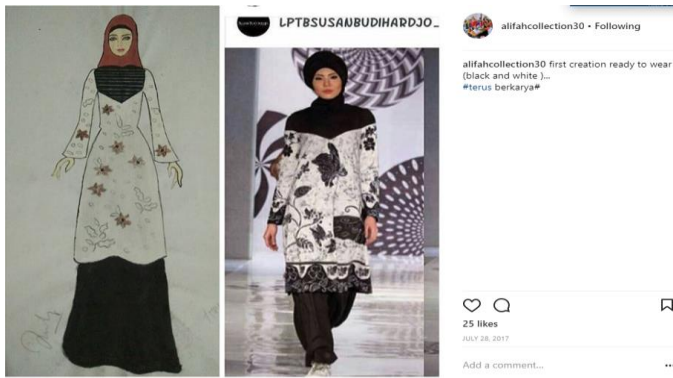 LPTBSUSANBUDIHARDJO_
alifahcollection30 • Following
alifahcollection30 first creation ready to wear
(black and white )...
#terus berkarya#
25 likes
JULY 28, 2017
Add a comment...